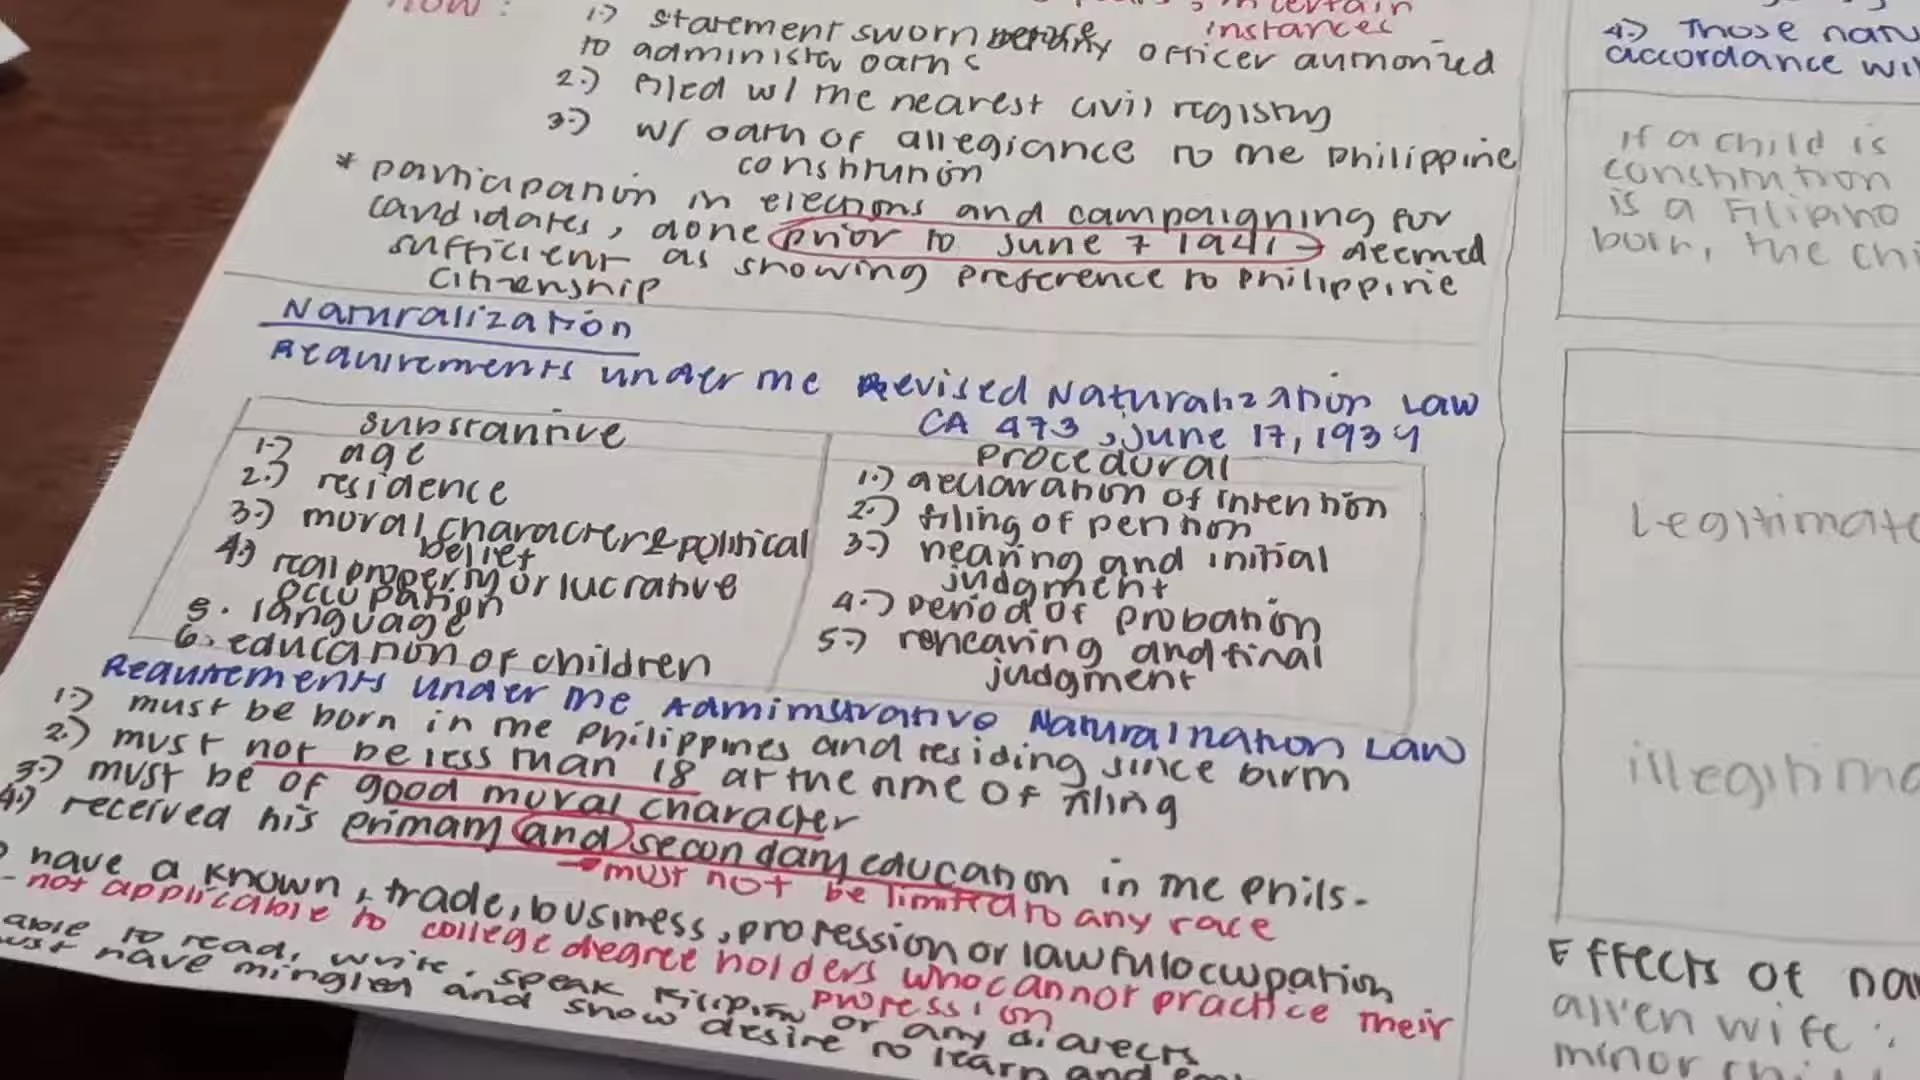 HOW:
in certain
instances
1.) statement sworn before any officer authorized
to administer oaths
2.) filed w/ the nearest civil registry
3.) w/ oath of allegiance to the Philippine
constitution
* participation in elections and campaigning for
candidates, done prior to June 7 1941 → deemed
sufficient as showing preference to Philippine
citizenship
Naturalization
Requirements under the Revised Naturalization Law
CA 473, June 17, 1939
Substantive
1.) age
2.) residence
3.) moral character & political
belief
4.) real property or lucrative
occupation
5. language
6. education of children
Procedural
1.) declaration of intention
2.) filing of petition
3.) hearing and initial
judgment
4.) period of probation
5.) rehearing and final
judgment
Requirements under the Administrative Naturalization Law
1.) must be born in the Philippines and residing since birth
2.) must not be less than 18 at the time of filing
3.) must be of good moral character
4.) received his primary and secondary education in the Phils.
→ must not be limited to any race
have a known, trade, business, profession or lawful occupation
- not applicable to college degree holders who cannot practice their
profession
able to read, write, speak Filipino or any dialects
must have mingled and show desire to learn and
4.) Those
accordance
If a child is
constitution
is a Filipino
born, the
Legitimate
Effects of
alien wife:
minor